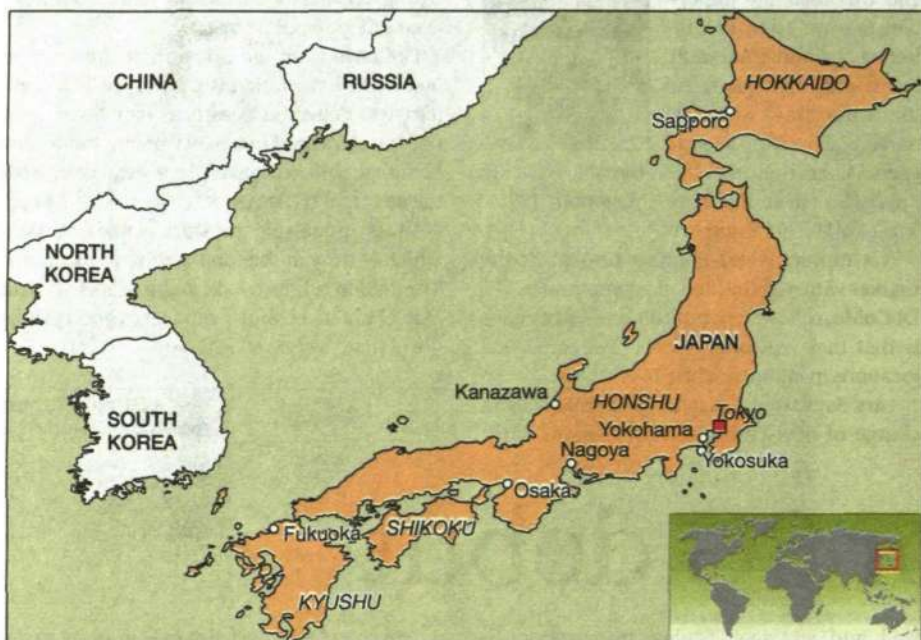 CHINA
RUSSIA
HOKKAIDO
Sapporo
NORTH
KOREA
JAPAN
SOUTH
KOREA
Kanazawa
HONSHU
Tokyo
Yokohama
Nagoya
Yokosuka
Osaka
SHIKOKU
Fukuoka
KYUSHU